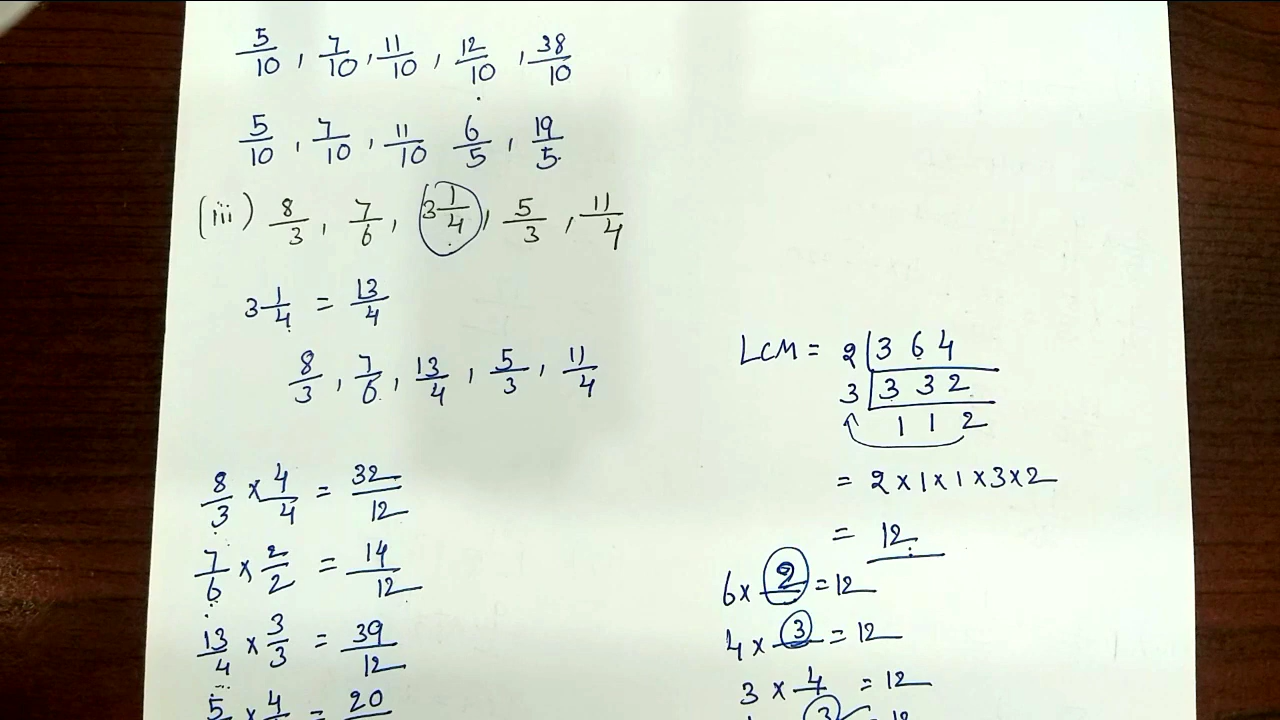 5/10, 7/10, 11/10, 12/10, 38/10
5/10, 7/10, 11/10 6/5, 19/5
(iii) 8/3, 7/6, 3 1/4, 5/3, 11/4
3 1/4 = 13/4
8/3, 7/6, 13/4, 5/3, 11/4
8/3 × 4/4 = 32/12
7/6 × 2/2 = 14/12
13/4 × 3/3 = 39/12
LCM = 2 | 3 6 4
3 | 3 3 2
1 1 2
= 2 × 1 × 1 × 3 × 2
= 12
6 × 2 = 12
4 × 3 = 12
3 × 4 = 12